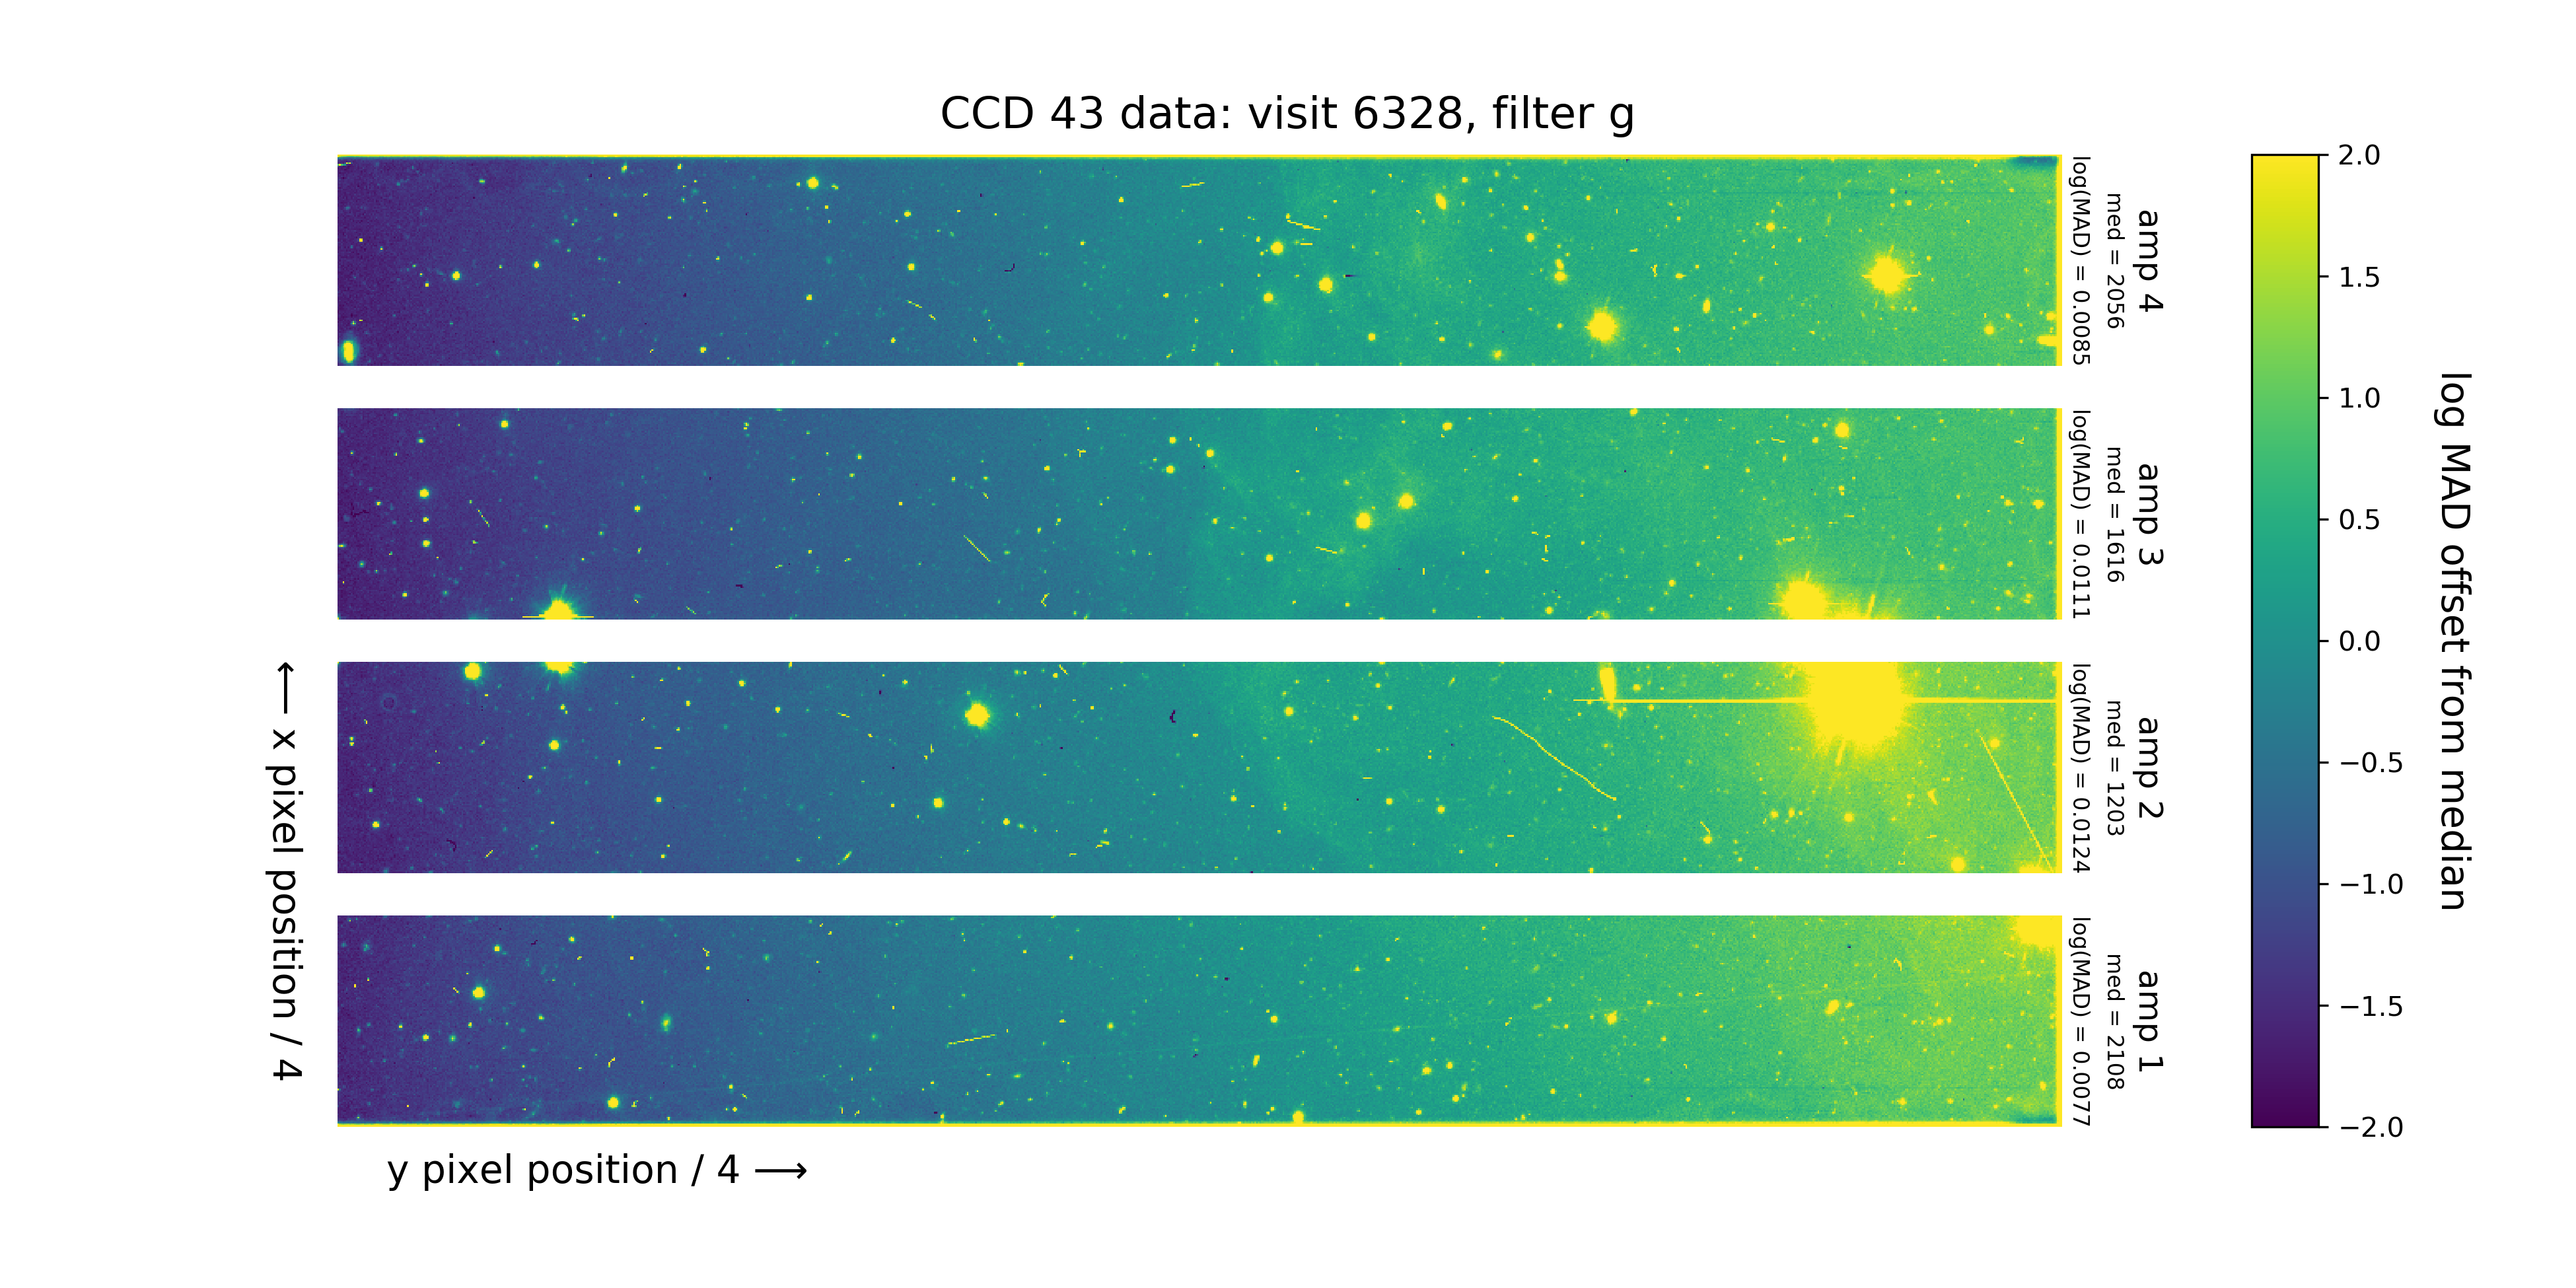 CCD 43 data: visit 6328, filter g
amp 4
med = 2056
log(MAD) = 0.0085
amp 3
med = 1616
log(MAD) = 0.0111
amp 2
med = 1203
log(MAD) = 0.0124
amp 1
med = 2108
log(MAD) = 0.0077
⟵ x pixel position / 4
y pixel position / 4 ⟶
2.0
1.5
1.0
0.5
0.0
−0.5
−1.0
−1.5
−2.0
log MAD offset from median